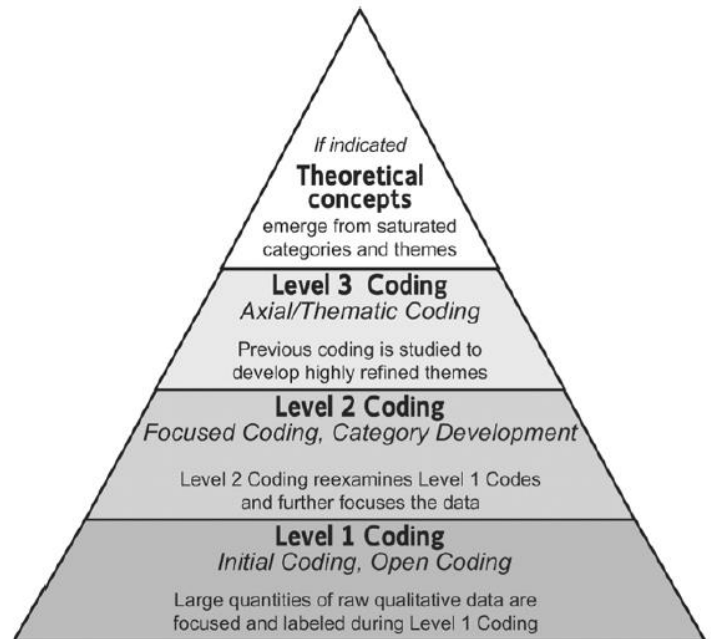 If indicated
Theoretical
concepts
emerge from saturated
categories and themes
Level 3 Coding
Axial/Thematic Coding
Previous coding is studied to
develop highly refined themes
Level 2 Coding
Focused Coding, Category Development
Level 2 Coding reexamines Level 1 Codes
and further focuses the data
Level 1 Coding
Initial Coding, Open Coding
Large quantities of raw qualitative data are
focused and labeled during Level 1 Coding